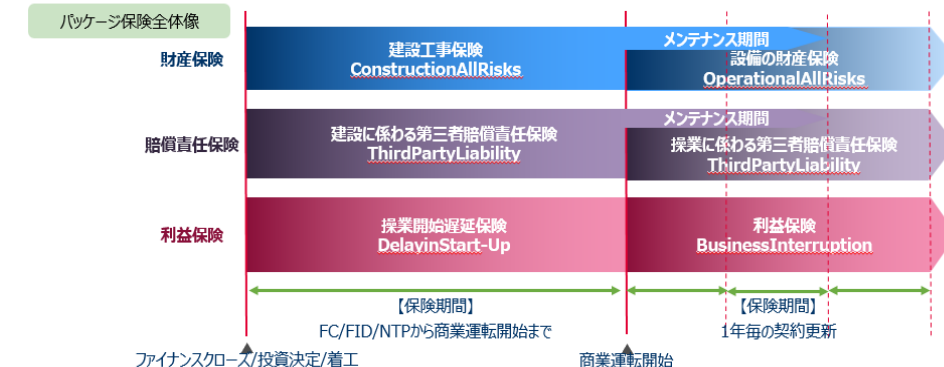 パッケージ保険全体像
財産保険
建設工事保険
ConstructionAllRisks
メンテナンス期間
設備の財産保険
OperationalAllRisks
賠償責任保険
建設に係わる第三者賠償責任保険
ThirdPartyLiability
メンテナンス期間
操業に係わる第三者賠償責任保険
ThirdPartyLiability
利益保険
操業開始遅延保険
DelayinStart-Up
利益保険
BusinessInterruption
【保険期間】
FC/FID/NTPから商業運転開始まで
【保険期間】
1年毎の契約更新
ファイナンスクローズ/投資決定/着工
商業運転開始